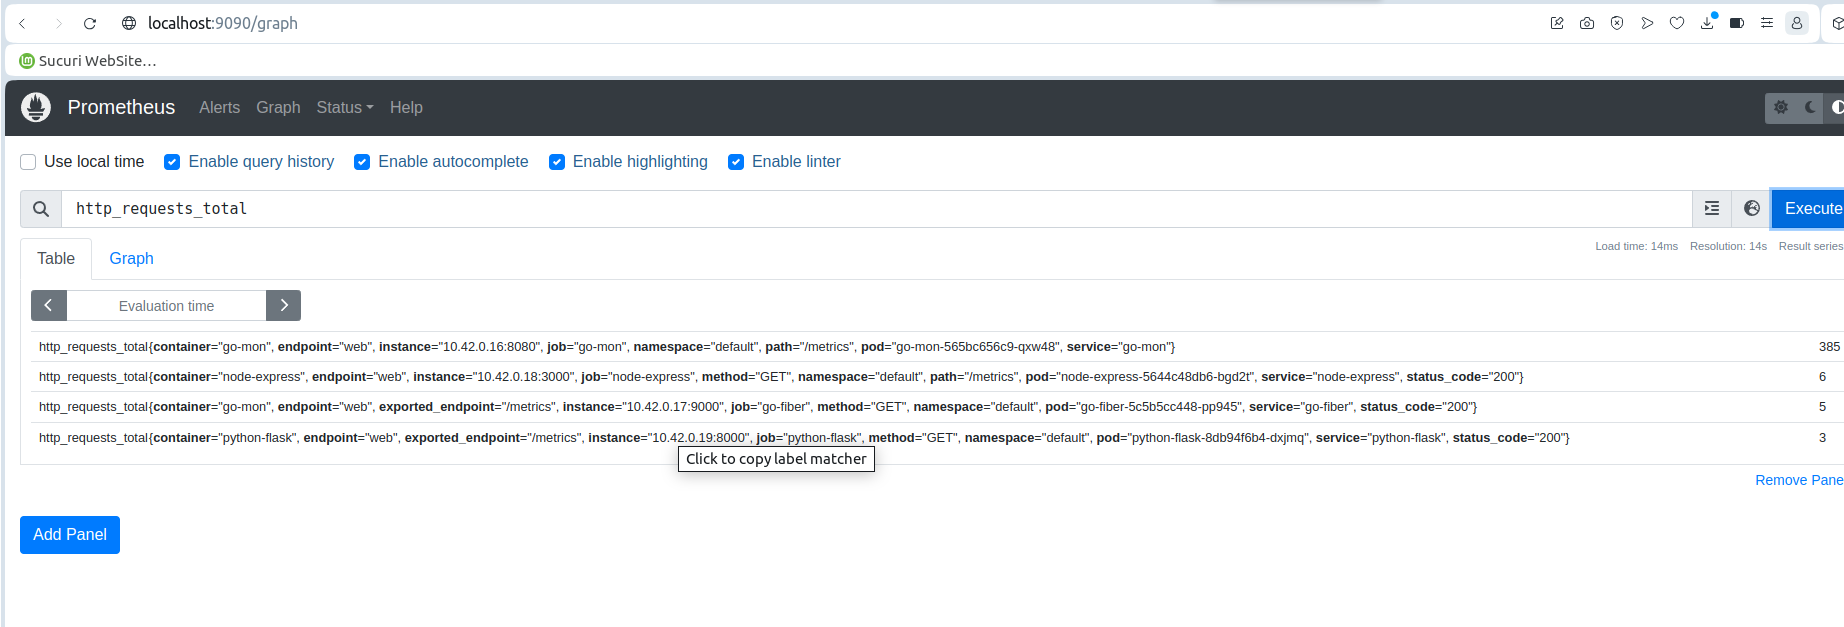 localhost:9090/graph
Sucuri WebSite...
Prometheus Alerts Graph Status Help
Use local time Enable query history Enable autocomplete Enable highlighting Enable linter
http_requests_total Execute
Load time: 14ms Resolution: 14s Result series
Table Graph
Evaluation time
http_requests_total{container="go-mon", endpoint="web", instance="10.42.0.16:8080", job="go-mon", namespace="default", path="/metrics", pod="go-mon-565bc656c9-qxw48", service="go-mon"} 385
http_requests_total{container="node-express", endpoint="web", instance="10.42.0.18:3000", job="node-express", method="GET", namespace="default", path="/metrics", pod="node-express-5644c48db6-bgd2t", service="node-express", status_code="200"} 6
http_requests_total{container="go-mon", endpoint="web", exported_endpoint="/metrics", instance="10.42.0.17:9000", job="go-fiber", method="GET", namespace="default", pod="go-fiber-5c5b5cc448-pp945", service="go-fiber", status_code="200"} 5
http_requests_total{container="python-flask", endpoint="web", exported_endpoint="/metrics", instance="10.42.0.19:8000", job="python-flask", method="GET", namespace="default", pod="python-flask-8db94f6b4-dxjmq", service="python-flask", status_code="200"} 3
Click to copy label matcher
Remove Pane
Add Panel